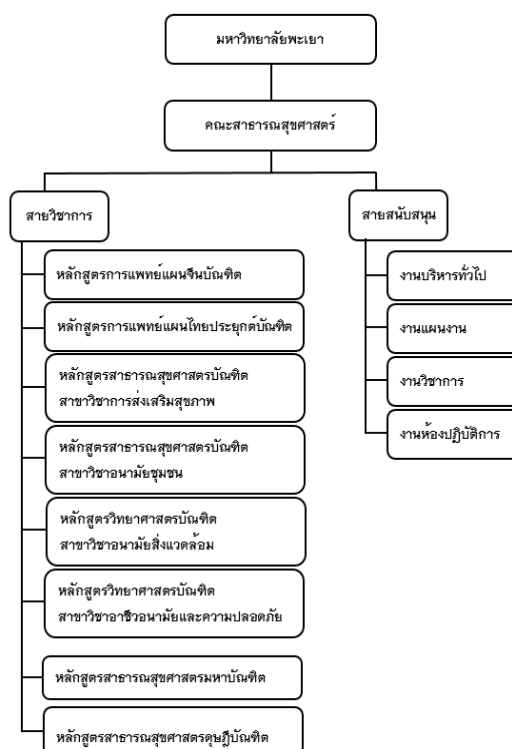 มหาวิทยาลัยพะเยา
คณะสาธารณสุขศาสตร์
สายวิชาการ
หลักสูตรการแพทย์แผนจีนบัณฑิต
หลักสูตรการแพทย์แผนไทยประยุกต์บัณฑิต
หลักสูตรสาธารณสุขศาสตรบัณฑิต
สาขาวิชาการส่งเสริมสุขภาพ
หลักสูตรสาธารณสุขศาสตรบัณฑิต
สาขาวิชาอนามัยชุมชน
หลักสูตรวิทยาศาสตรบัณฑิต
สาขาวิชาอนามัยสิ่งแวดล้อม
หลักสูตรวิทยาศาสตรบัณฑิต
สาขาวิชาอาชีวอนามัยและความปลอดภัย
หลักสูตรสาธารณสุขศาสตรมหาบัณฑิต
หลักสูตรสาธารณสุขศาสตรดุษฎีบัณฑิต
สายสนับสนุน
งานบริหารทั่วไป
งานแผนงาน
งานวิชาการ
งานห้องปฏิบัติการ